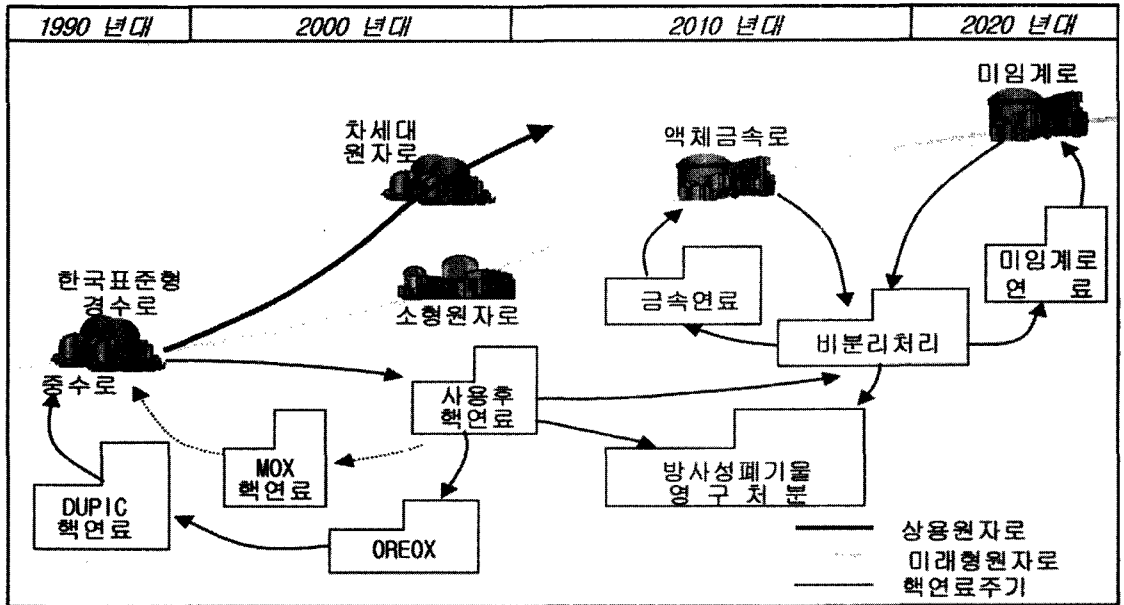 1990 년대
2000 년대
2010 년대
2020 년대
미임계로
차세대
원자로
액체금속로
한국표준형
경수로
소형원자로
금속연료
미임계로
연 료
비분리처리
중수로
사용후
핵연료
MOX
핵연료
방사성폐기물
영 구 처 분
DUPIC
핵연료
OREOX
상용원자로
미래형원자로
핵연료주기